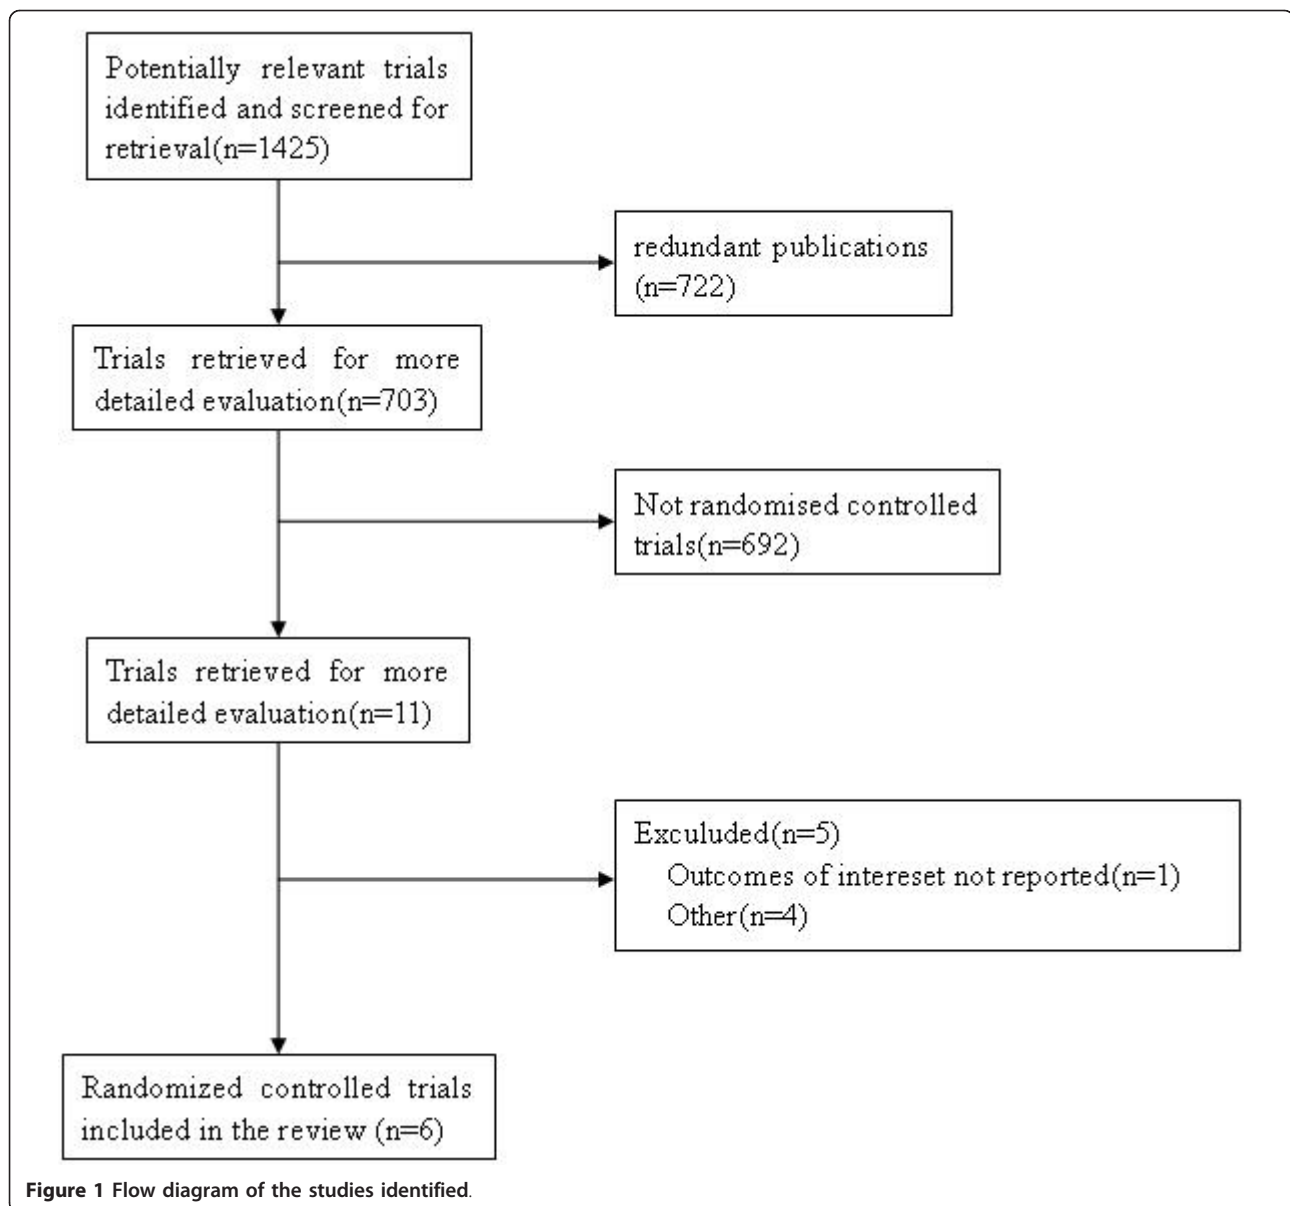 Potentially relevant trials
identified and screened for
retrieval(n=1425)
redundant publications
(n=722)
Trials retrieved for more
detailed evaluation(n=703)
Not randomised controlled
trials(n=692)
Trials retrieved for more
detailed evaluation(n=11)
Exculuded(n=5)
Outcomes of intereset not reported(n=1)
Other(n=4)
Randomized controlled trials
included in the review (n=6)
Figure 1 Flow diagram of the studies identified.